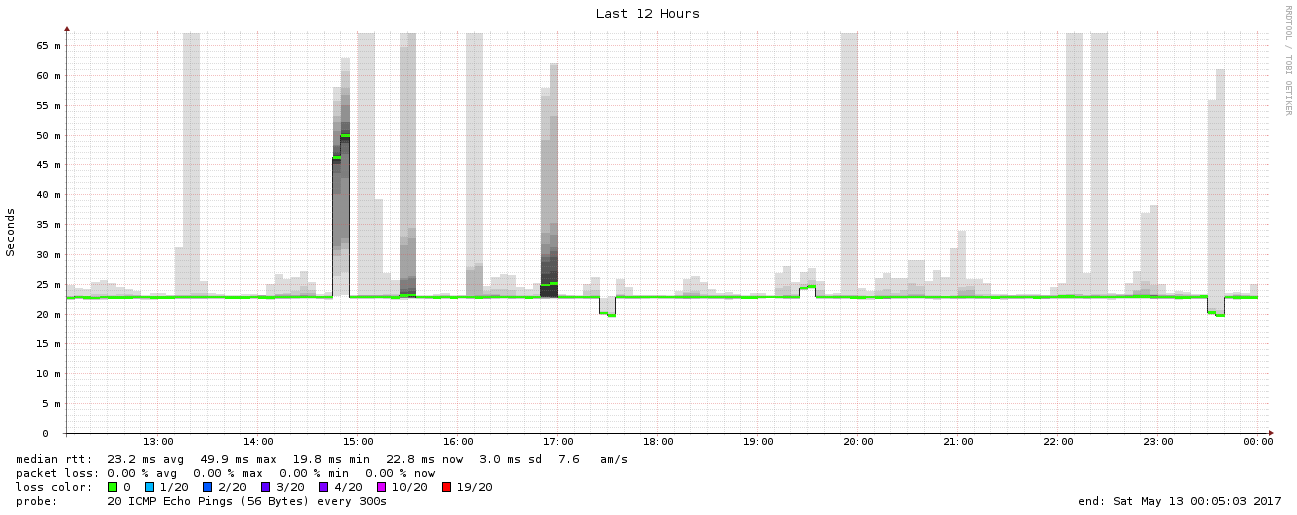 Last 12 Hours
RRDTOOL / TOBI OETIKER
Seconds
65 m
60 m
55 m
50 m
45 m
40 m
35 m
30 m
25 m
20 m
15 m
10 m
5 m
0
13:00 14:00 15:00 16:00 17:00 18:00 19:00 20:00 21:00 22:00 23:00 00:00
median rtt: 23.2 ms avg 49.9 ms max 19.8 ms min 22.8 ms now 3.0 ms sd 7.6 am/s
packet loss: 0.00 % avg 0.00 % max 0.00 % min 0.00 % now
loss color: 0 1/20 2/20 3/20 4/20 10/20 19/20
probe: 20 ICMP Echo Pings (56 Bytes) every 300s end: Sat May 13 00:05:03 2017